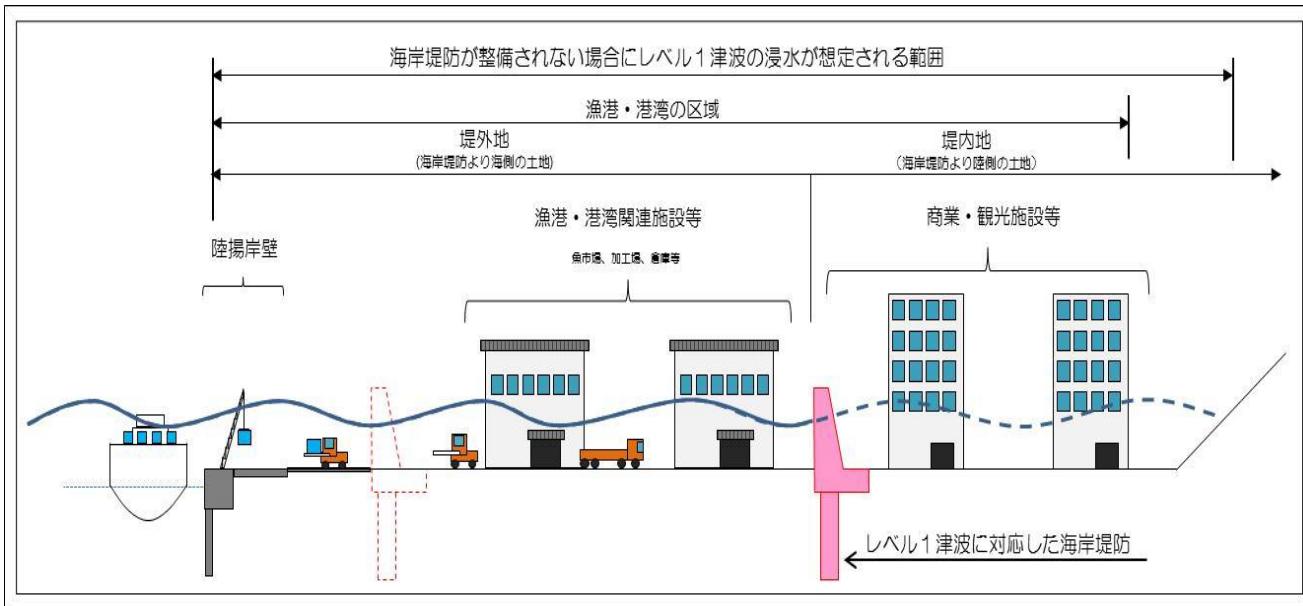 海岸堤防が整備されない場合にレベル１津波の浸水が想定される範囲
漁港・港湾の区域
堤外地
(海岸堤防より海側の土地)
堤内地
（海岸堤防より陸側の土地）
漁港・港湾関連施設等
魚市場、加工場、倉庫等
商業・観光施設等
陸揚岸壁
レベル１津波に対応した海岸堤防